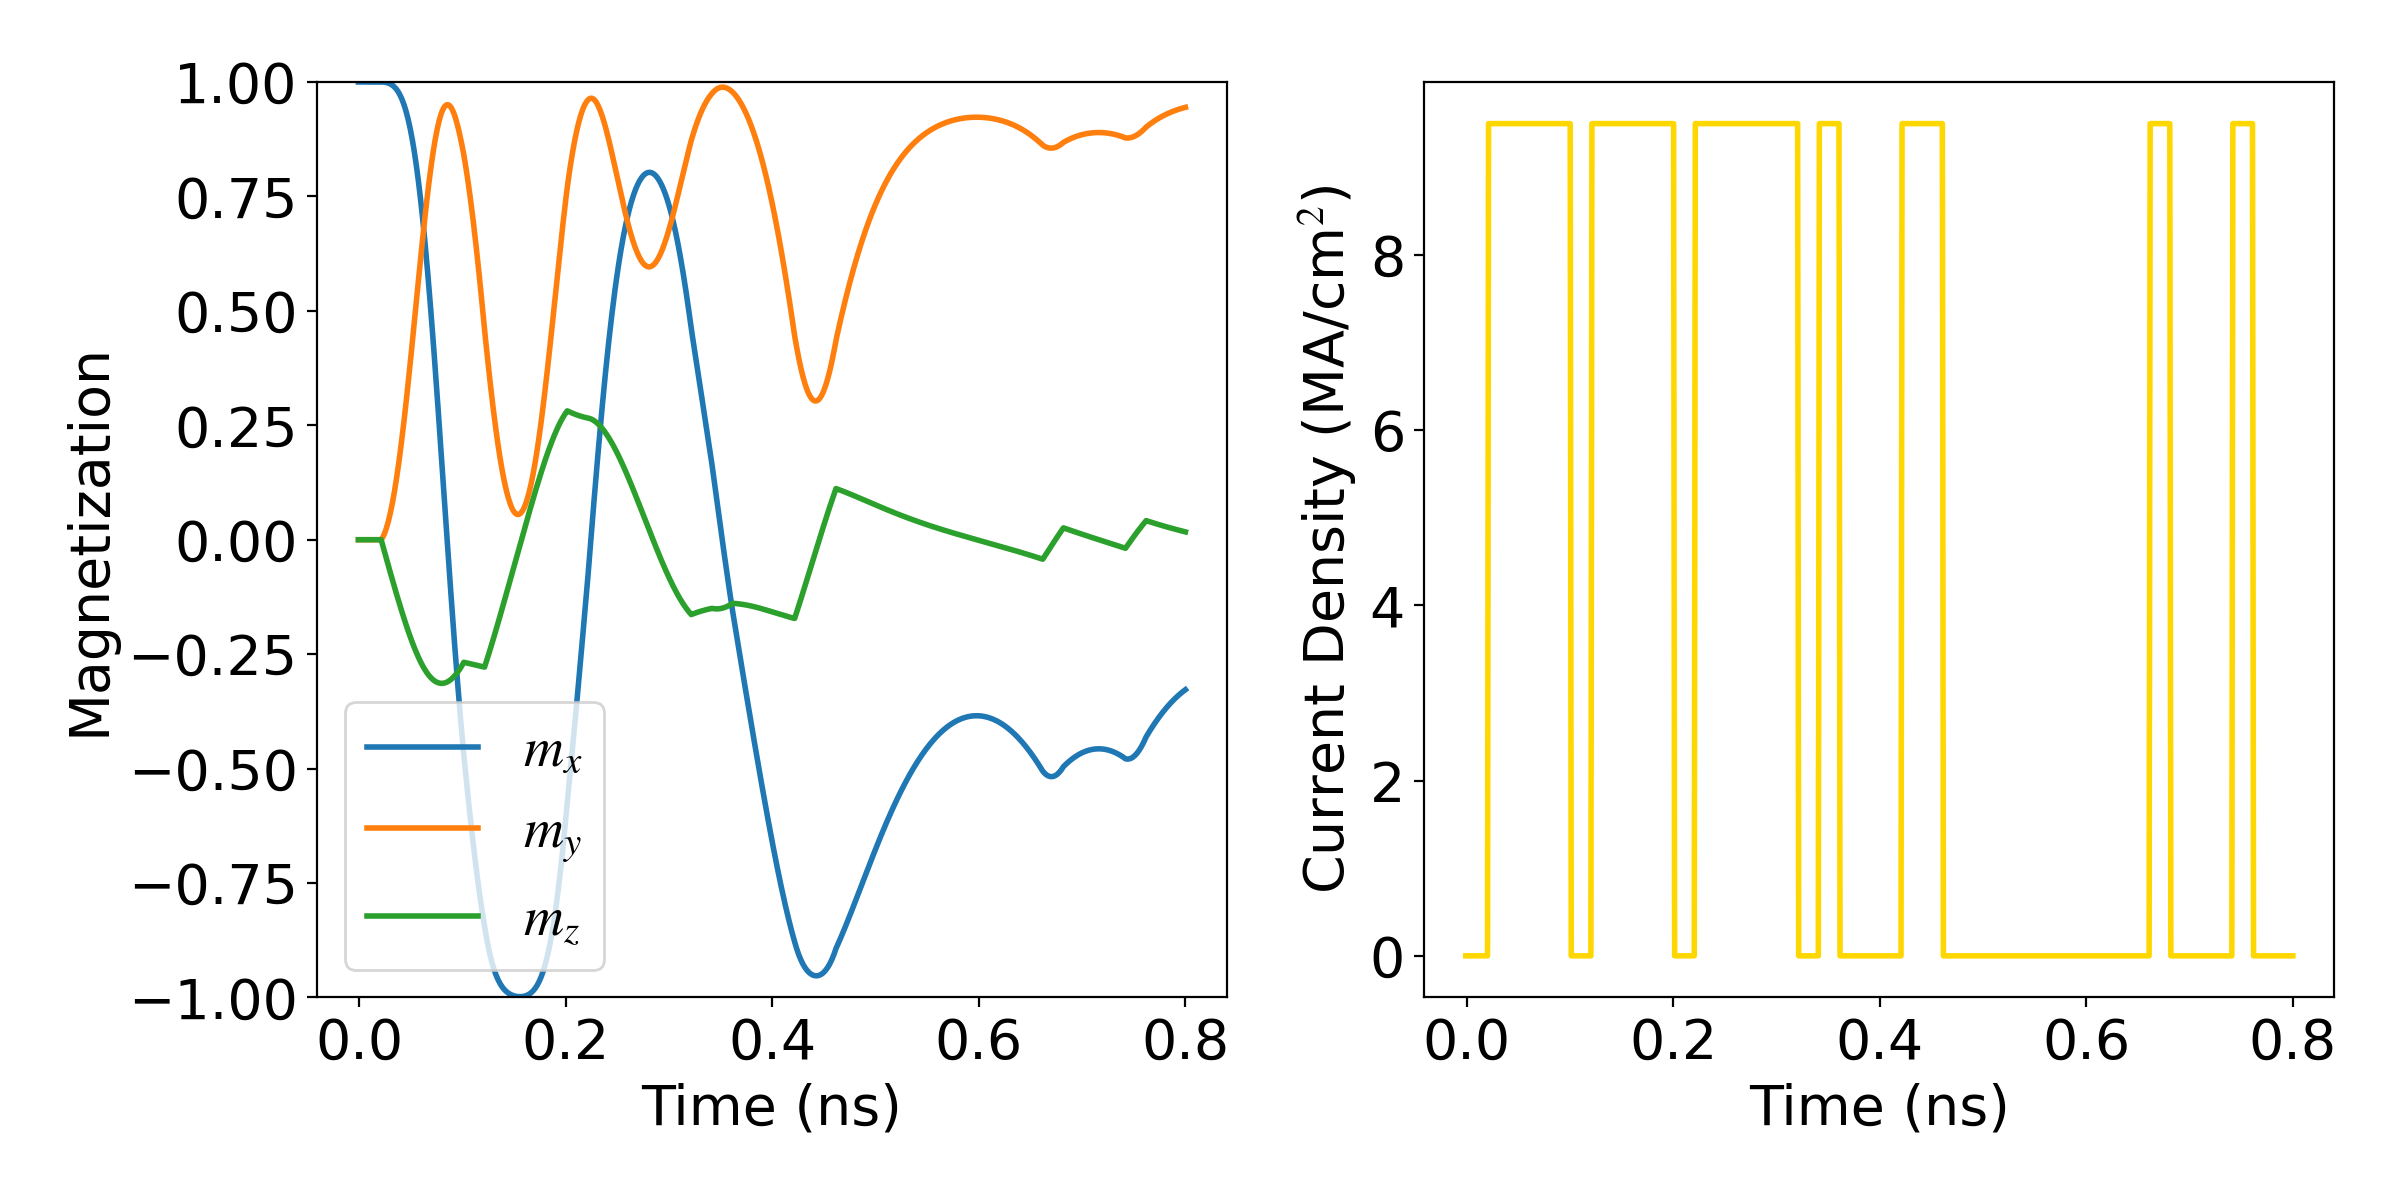 Magnetization
1.00
0.75
0.50
0.25
0.00
−0.25
−0.50
−0.75
−1.00
m_x
m_y
m_z
0.0 0.2 0.4 0.6 0.8
Time (ns)
Current Density (MA/cm²)
8
6
4
2
0
0.0 0.2 0.4 0.6 0.8
Time (ns)